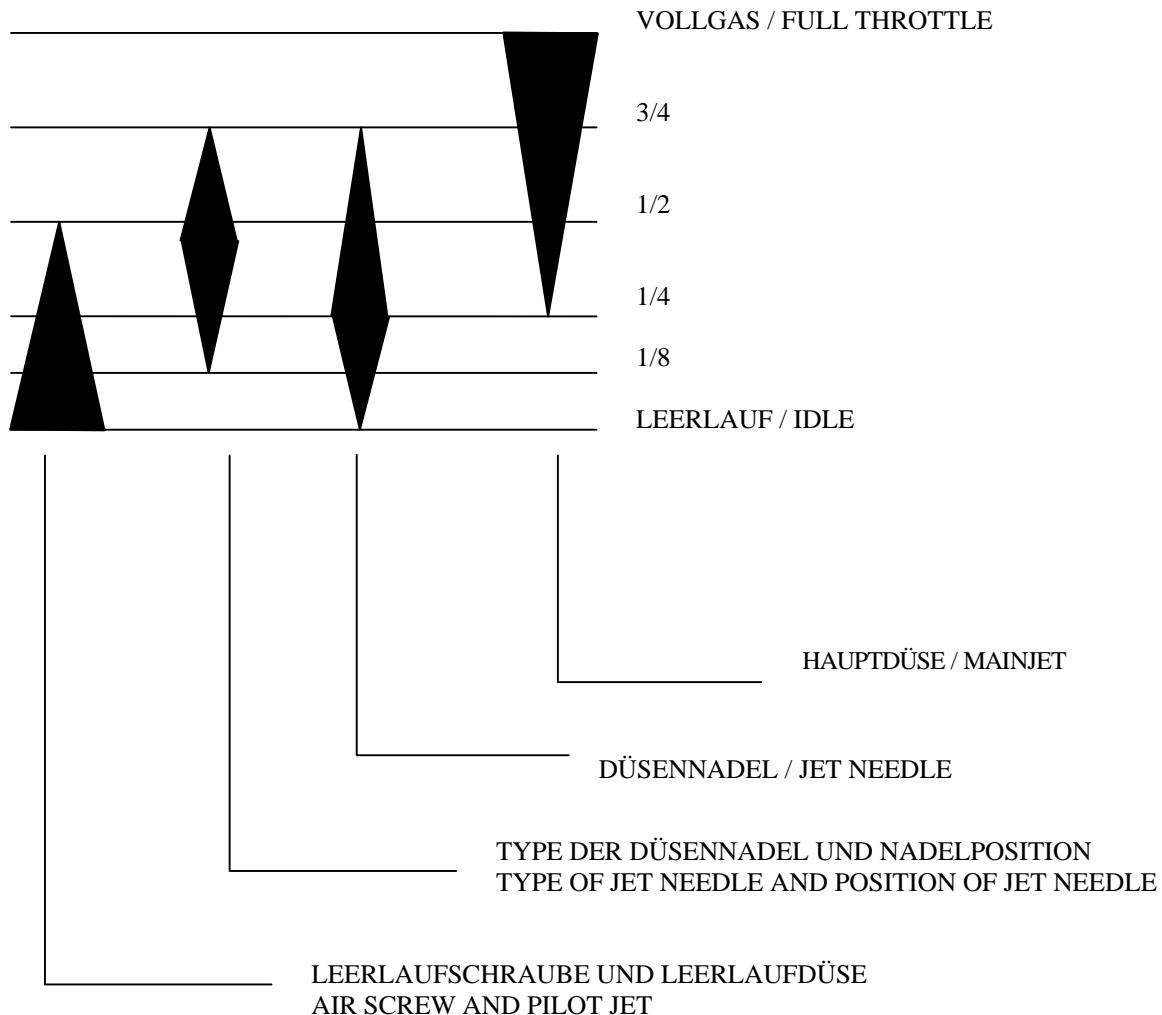 VOLLGAS / FULL THROTTLE
3/4
1/2
1/4
1/8
LEERLAUF / IDLE
HAUPTDÜSE / MAINJET
DÜSENNADEL / JET NEEDLE
TYPE DER DÜSENNADEL UND NADELPOSITION
TYPE OF JET NEEDLE AND POSITION OF JET NEEDLE
LEERLAUFSCHRAUBE UND LEERLAUFDÜSE
AIR SCREW AND PILOT JET